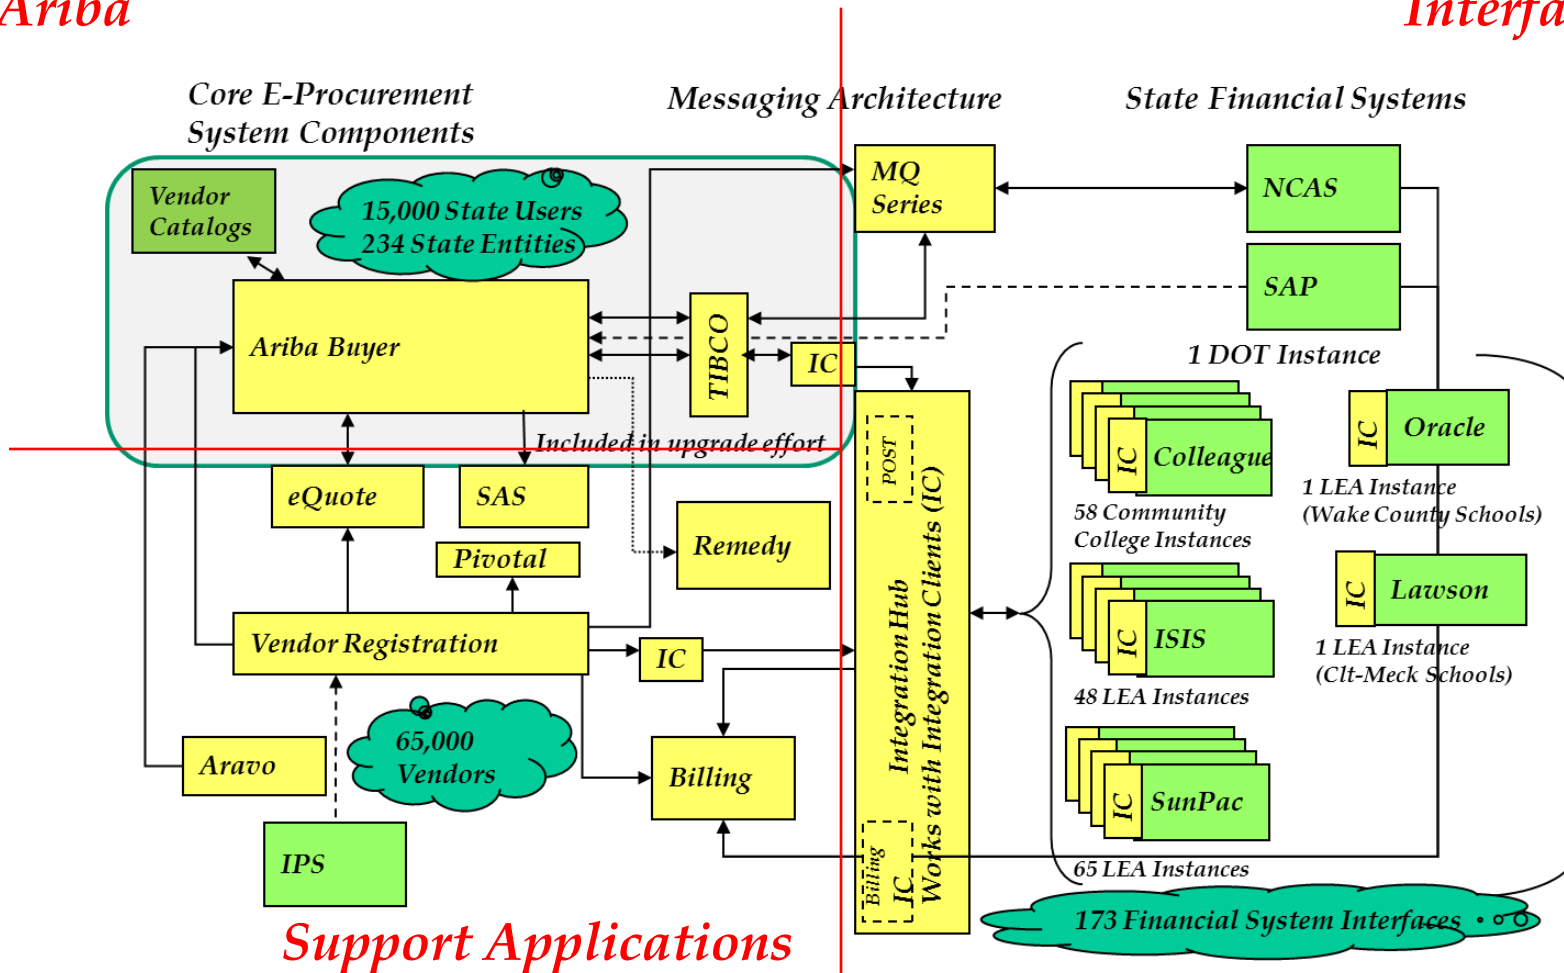 Ariba
Interfa
Core E-Procurement
System Components
Messaging Architecture
State Financial Systems
Vendor
Catalogs
15,000 State Users
234 State Entities
MQ
Series
NCAS
SAP
Ariba Buyer
TIBCO
IC
1 DOT Instance
Included in upgrade effort
POST
IC
Colleague
IC
Oracle
58 Community
College Instances
1 LEA Instance
(Wake County Schools)
eQuote
SAS
Pivotal
Remedy
Integration Hub
Works with Integration Clients (IC)
IC
ISIS
48 LEA Instances
IC
Lawson
1 LEA Instance
(Clt-Meck Schools)
Vendor Registration
IC
65,000
Vendors
Aravo
Billing
IPS
IC
SunPac
65 LEA Instances
Billing
IC
173 Financial System Interfaces
Support Applications